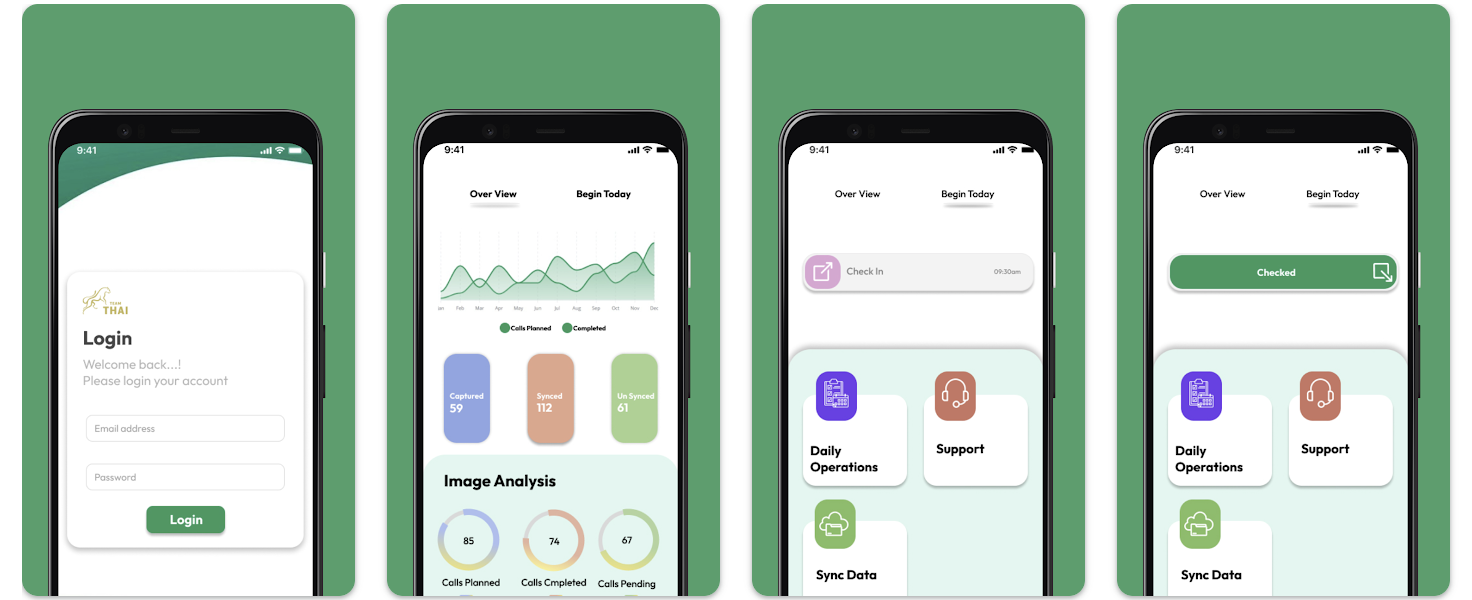 9:41
TEAM
THAI
Login
Welcome back...!
Please login your account
Email address
Password
Login
9:41
Over View Begin Today
Jan Feb Mar Apr May Jun Jul Aug Sep Oct Nov Dec
Calls Planned Completed
Captured
59
Synced
112
Un Synced
61
Image Analysis
85
74
67
Calls Planned
Calls Cmpleted
Calls Pending
9:41
Over View Begin Today
Check In 09:30am
Daily
Operations
Support
Sync Data
9:41
Over View Begin Today
Checked
Daily
Operations
Support
Sync Data